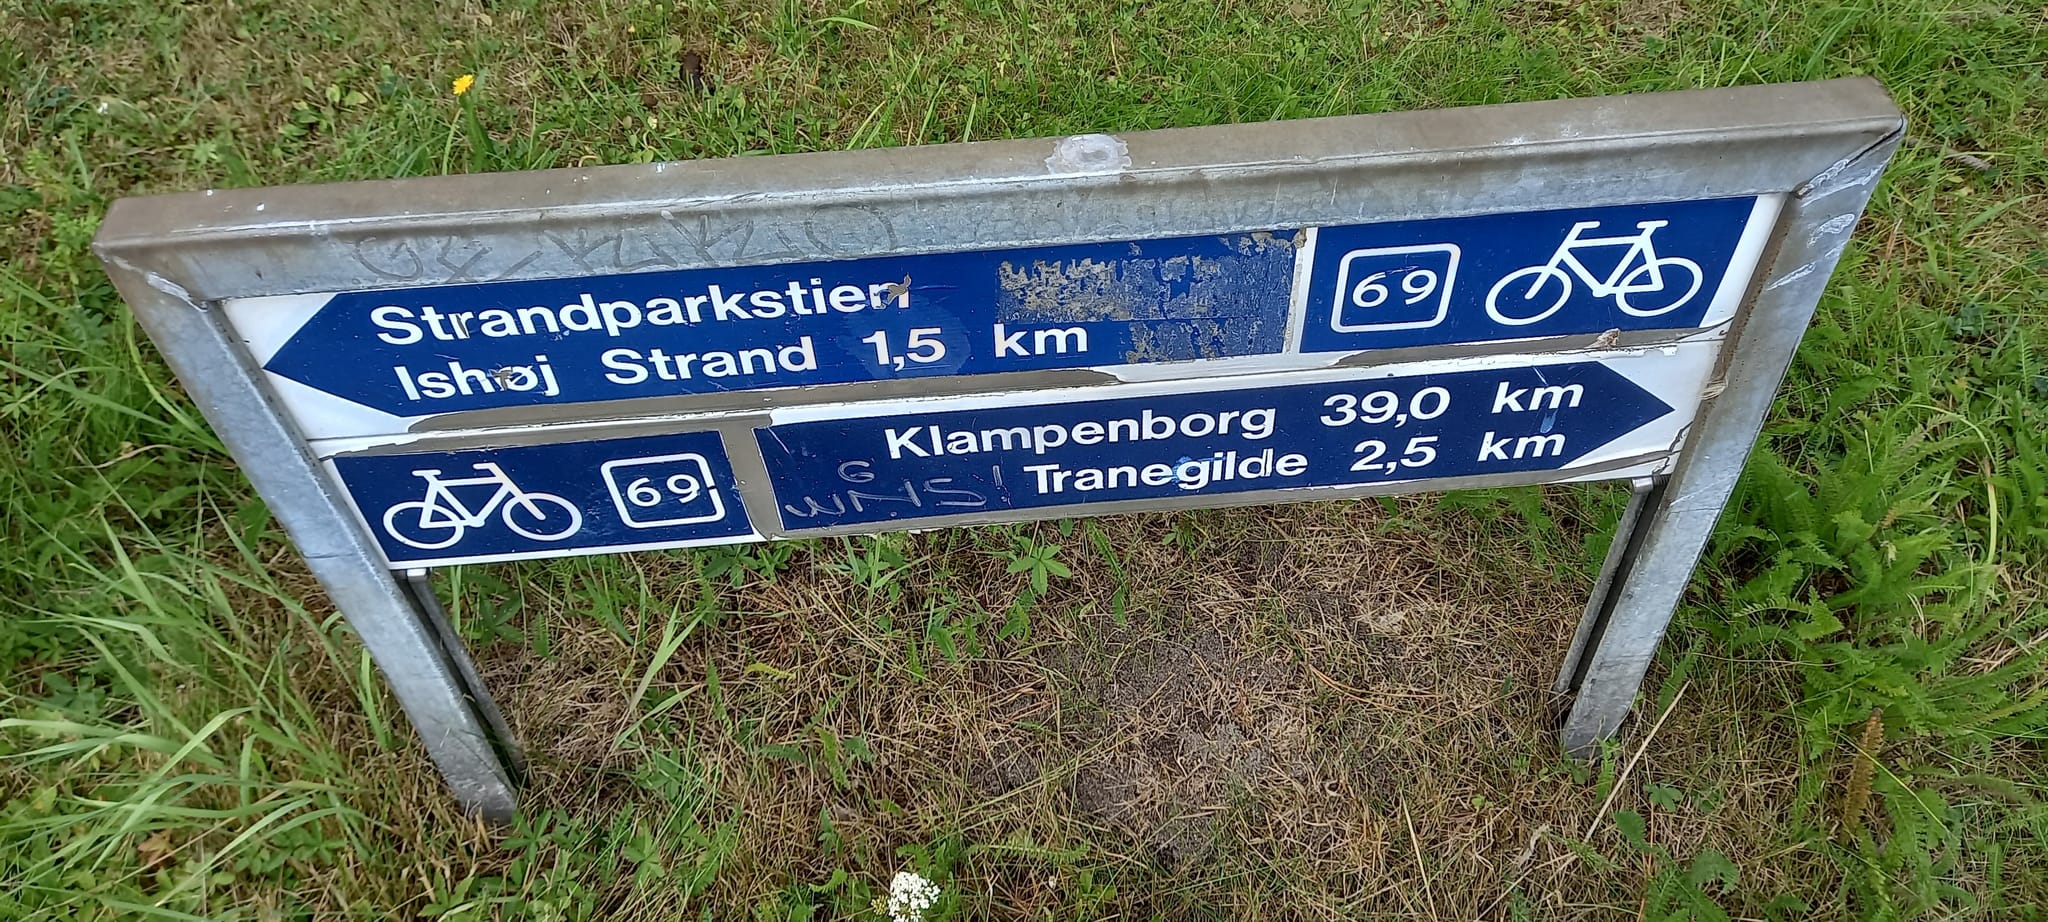 Strandparkstien
Ishøj Strand 1,5 km
69
Klampenborg 39,0 km
69
Tranegilde 2,5 km